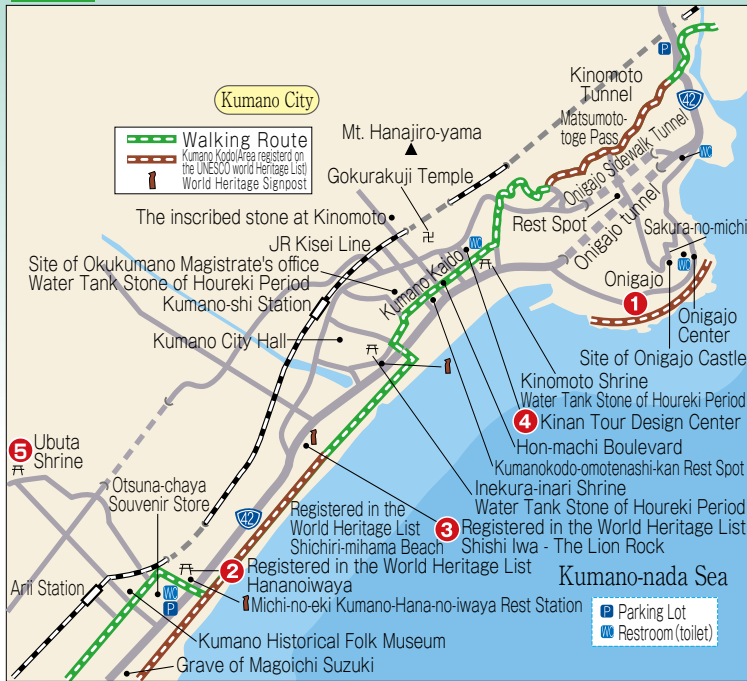 Kumano City
Walking Route
Kumano Kodo(Area registerd on
the UNESCO world Heritage List)
World Heritage Signpost
P
Kinomoto
Tunnel
42
Matsumoto-
toge Pass
Onigajo Sidewalk Tunnel
WC
Mt. Hanajiro-yama
Gokurakuji Temple
The inscribed stone at Kinomoto
JR Kisei Line
Site of Okukumano Magistrate's office
Water Tank Stone of Houreki Period
Kumano-shi Station
Kumano City Hall
Kumano Kaido
WC
Rest Spot
Onigajo tunnel
Sakura-no-michi
WC
Onigajo
1
Onigajo
Center
Site of Onigajo Castle
Kinomoto Shrine
Water Tank Stone of Houreki Period
4 Kinan Tour Design Center
Hon-machi Boulevard
Kumanokodo-omotenashi-kan Rest Spot
Inekura-inari Shrine
Water Tank Stone of Houreki Period
3 Registered in the World Heritage List
Shishi Iwa - The Lion Rock
5 Ubuta
Shrine
Otsuna-chaya
Souvenir Store
42
Registered in the
World Heritage List
Shichiri-mihama Beach
2 Registered in the World Heritage List
Hananoiwaya
Michi-no-eki Kumano-Hana-no-iwaya Rest Station
Arii Station
WC
P
Kumano Historical Folk Museum
Grave of Magoichi Suzuki
Kumano-nada Sea
P Parking Lot
WC Restroom(toilet)